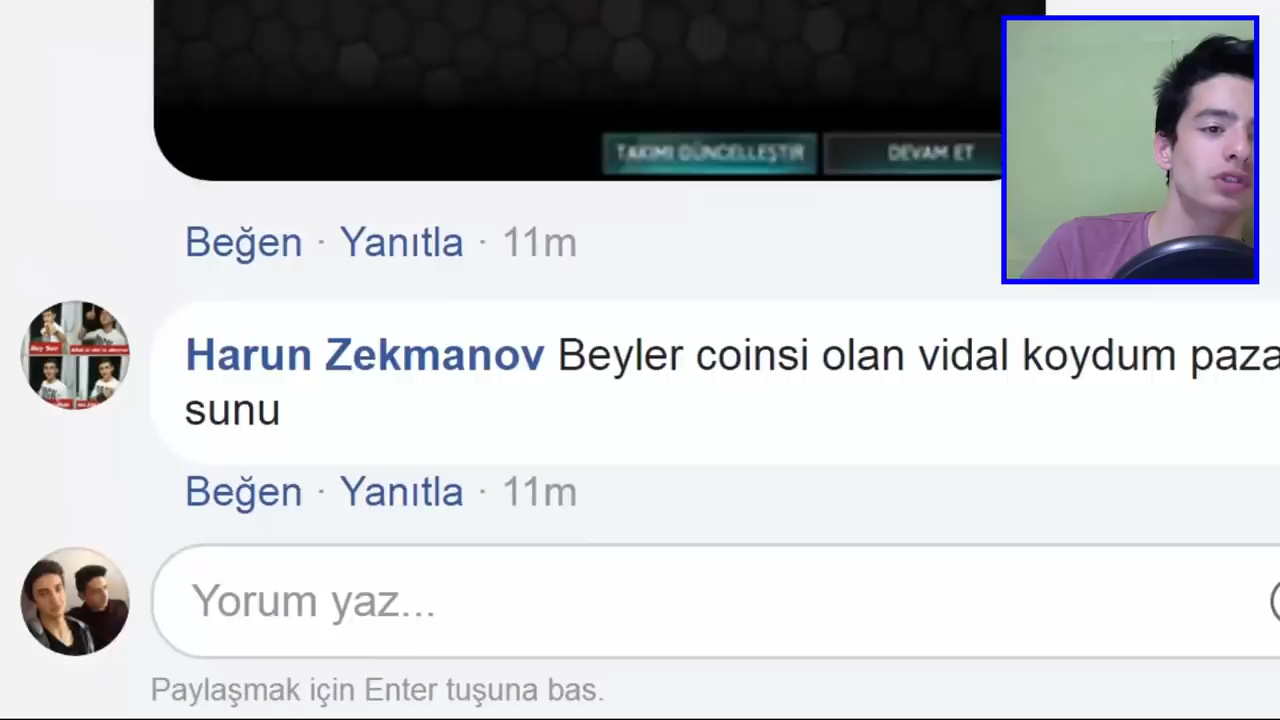 TAKIMI GÜNCELLEŞTİR DEVAM ET
Beğen · Yanıtla · 11m
Harun Zekmanov Beyler coinsi olan vidal koydum paza
sunu
Beğen · Yanıtla · 11m
Yorum yaz...
Paylaşmak için Enter tuşuna bas.